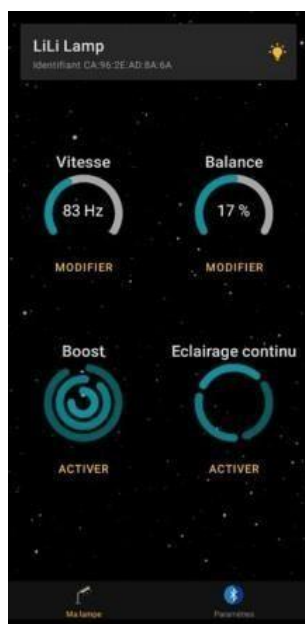 LiLi Lamp
Identifiant CA:96:2E:AD:8A:6A
Vitesse
Balance
83 Hz
17 %
MODIFIER
MODIFIER
Boost
Eclairage continu
ACTIVER
ACTIVER
Ma lampe
Paramètres